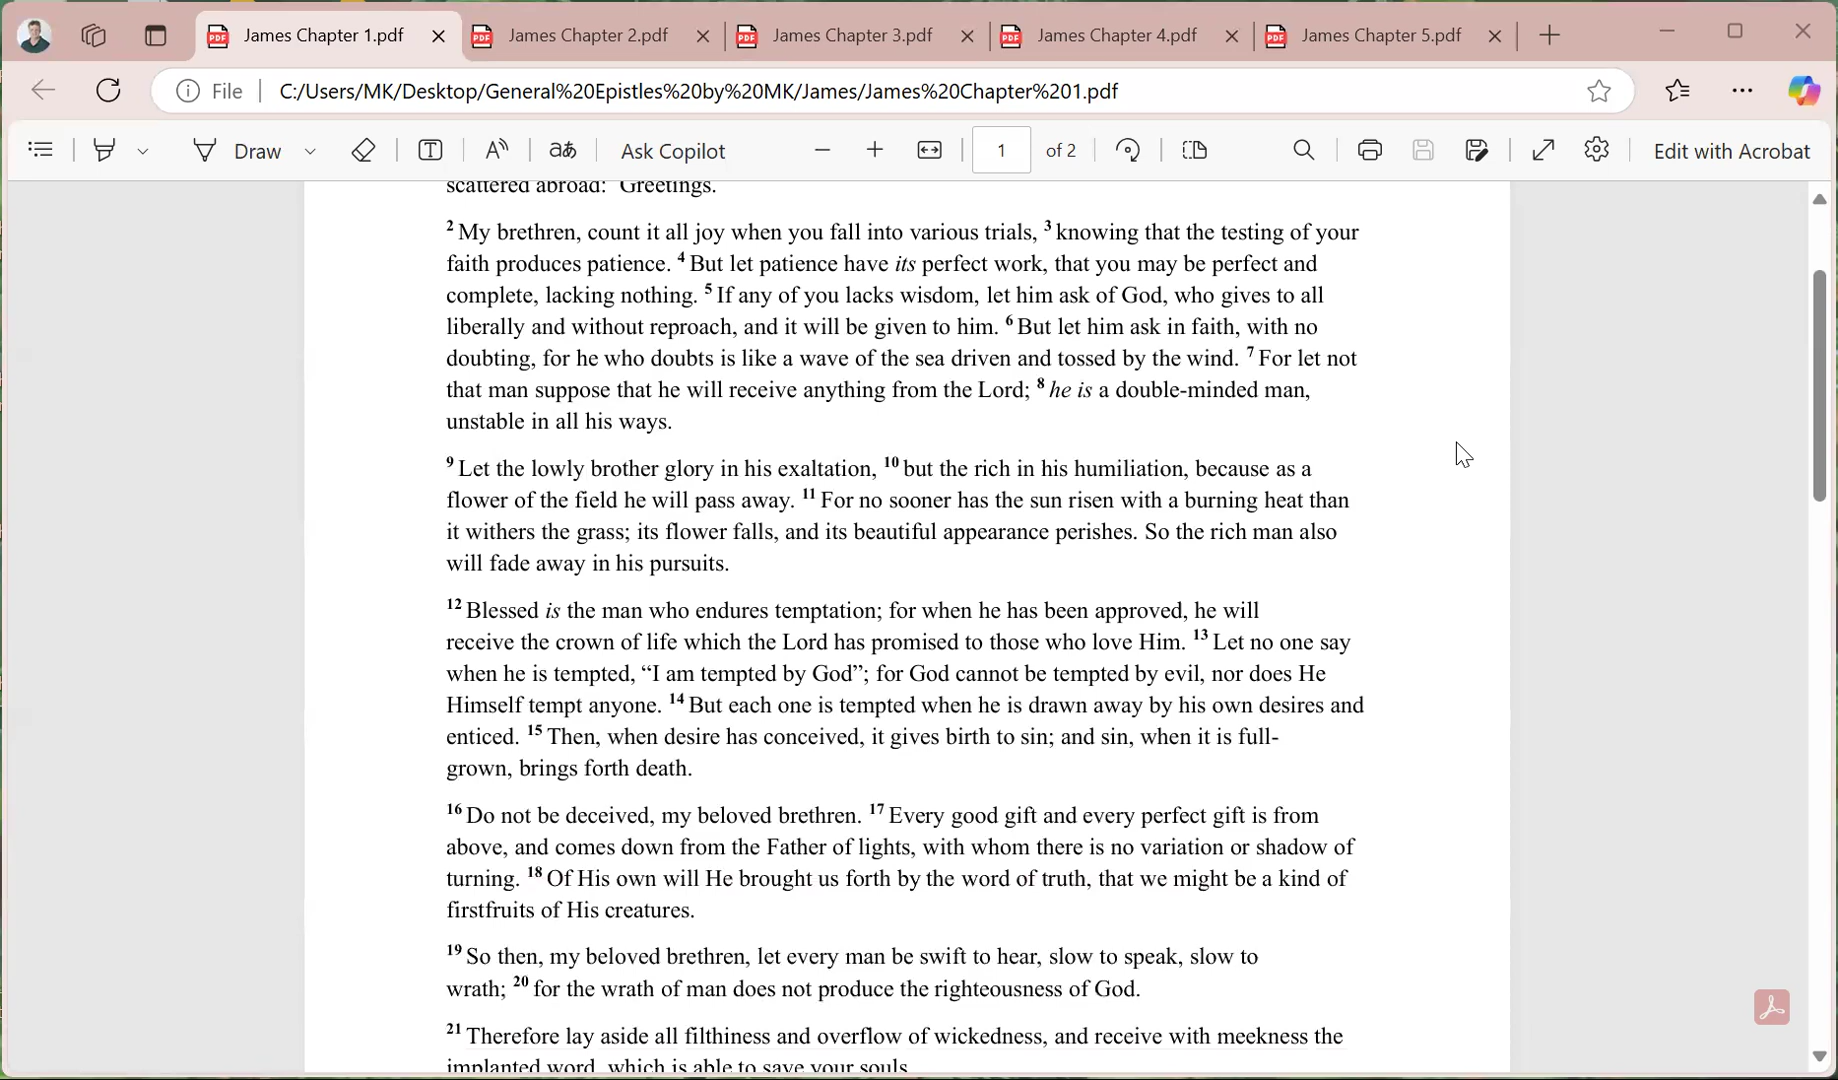 James Chapter 1.pdf James Chapter 2.pdf James Chapter 3.pdf James Chapter 4.pdf James Chapter 5.pdf
File C:/Users/MK/Desktop/General%20Epistles%20by%20MK/James/James%20Chapter%201.pdf
Draw aあ Ask Copilot 1 of 2 Edit with Acrobat
scattered abroad: Greetings.
2 My brethren, count it all joy when you fall into various trials, 3 knowing that the testing of your
faith produces patience. 4 But let patience have its perfect work, that you may be perfect and
complete, lacking nothing. 5 If any of you lacks wisdom, let him ask of God, who gives to all
liberally and without reproach, and it will be given to him. 6 But let him ask in faith, with no
doubting, for he who doubts is like a wave of the sea driven and tossed by the wind. 7 For let not
that man suppose that he will receive anything from the Lord; 8 he is a double-minded man,
unstable in all his ways.
9 Let the lowly brother glory in his exaltation, 10 but the rich in his humiliation, because as a
flower of the field he will pass away. 11 For no sooner has the sun risen with a burning heat than
it withers the grass; its flower falls, and its beautiful appearance perishes. So the rich man also
will fade away in his pursuits.
12 Blessed is the man who endures temptation; for when he has been approved, he will
receive the crown of life which the Lord has promised to those who love Him. 13 Let no one say
when he is tempted, “I am tempted by God”; for God cannot be tempted by evil, nor does He
Himself tempt anyone. 14 But each one is tempted when he is drawn away by his own desires and
enticed. 15 Then, when desire has conceived, it gives birth to sin; and sin, when it is full-
grown, brings forth death.
16 Do not be deceived, my beloved brethren. 17 Every good gift and every perfect gift is from
above, and comes down from the Father of lights, with whom there is no variation or shadow of
turning. 18 Of His own will He brought us forth by the word of truth, that we might be a kind of
firstfruits of His creatures.
19 So then, my beloved brethren, let every man be swift to hear, slow to speak, slow to
wrath; 20 for the wrath of man does not produce the righteousness of God.
21 Therefore lay aside all filthiness and overflow of wickedness, and receive with meekness the
implanted word, which is able to save your souls.